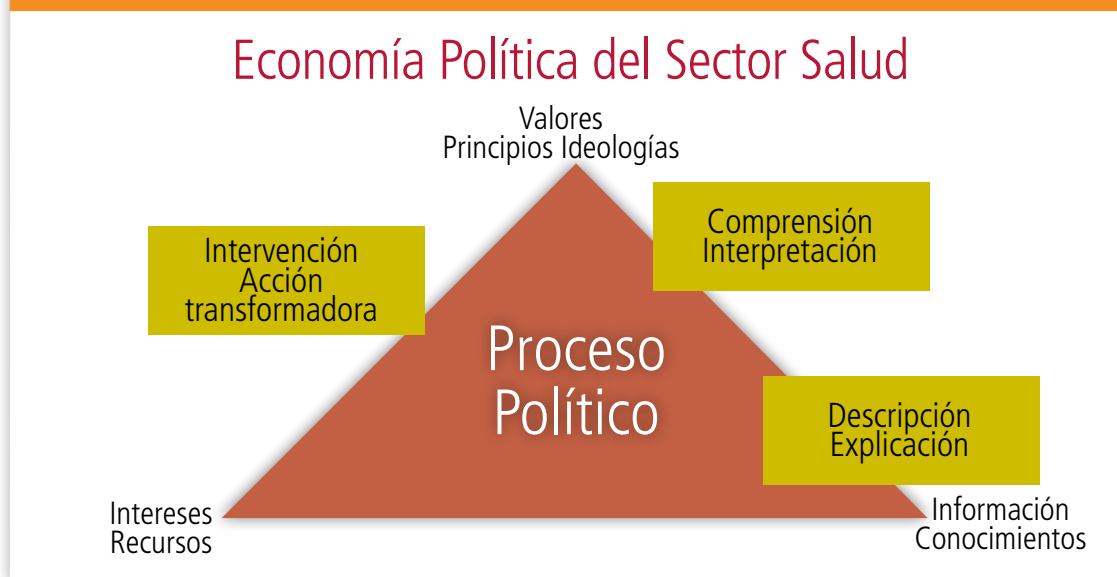 Economía Política del Sector Salud
Valores
Principios Ideologías
Comprensión
Interpretación
Intervención
Acción
transformadora
Proceso
Político
Descripción
Explicación
Intereses
Recursos
Información
Conocimientos